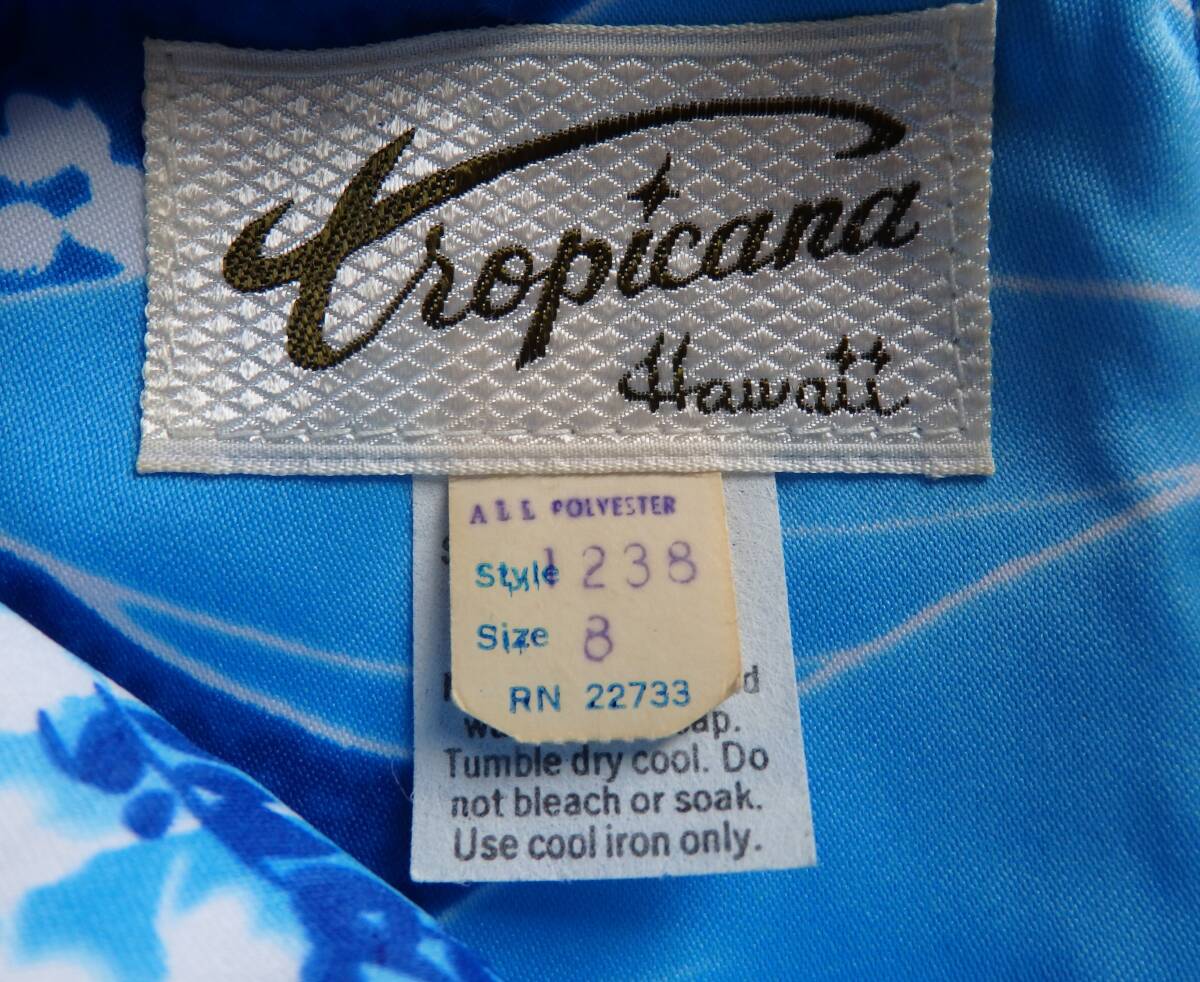 Tropicana
Hawaii
ALL POLYESTER
Style 1238
Size 8
RN 22733
Tumble dry cool. Do
not bleach or soak.
Use cool iron only.